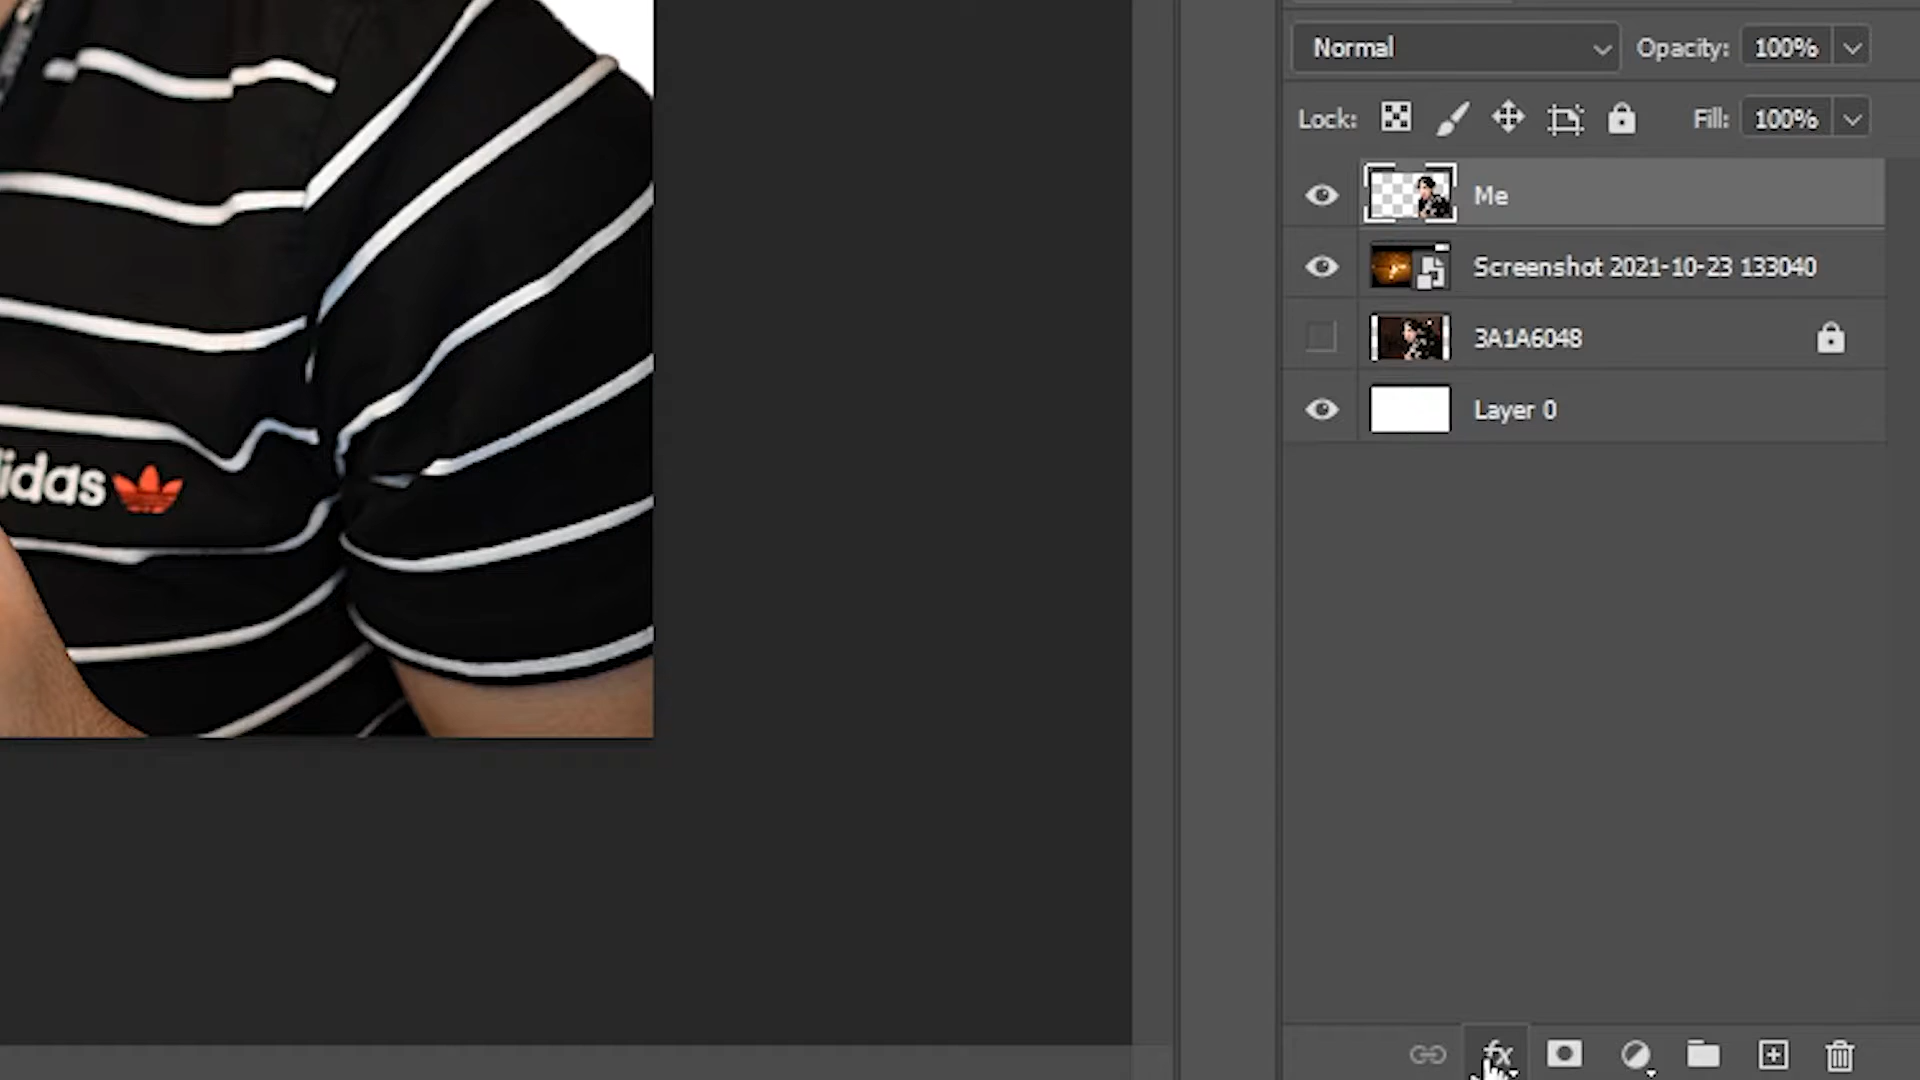 Normal
Opacity: 100%
Lock:
Fill: 100%
Me
Screenshot 2021-10-23 133040
3A1A6048
Layer 0
idas
fx